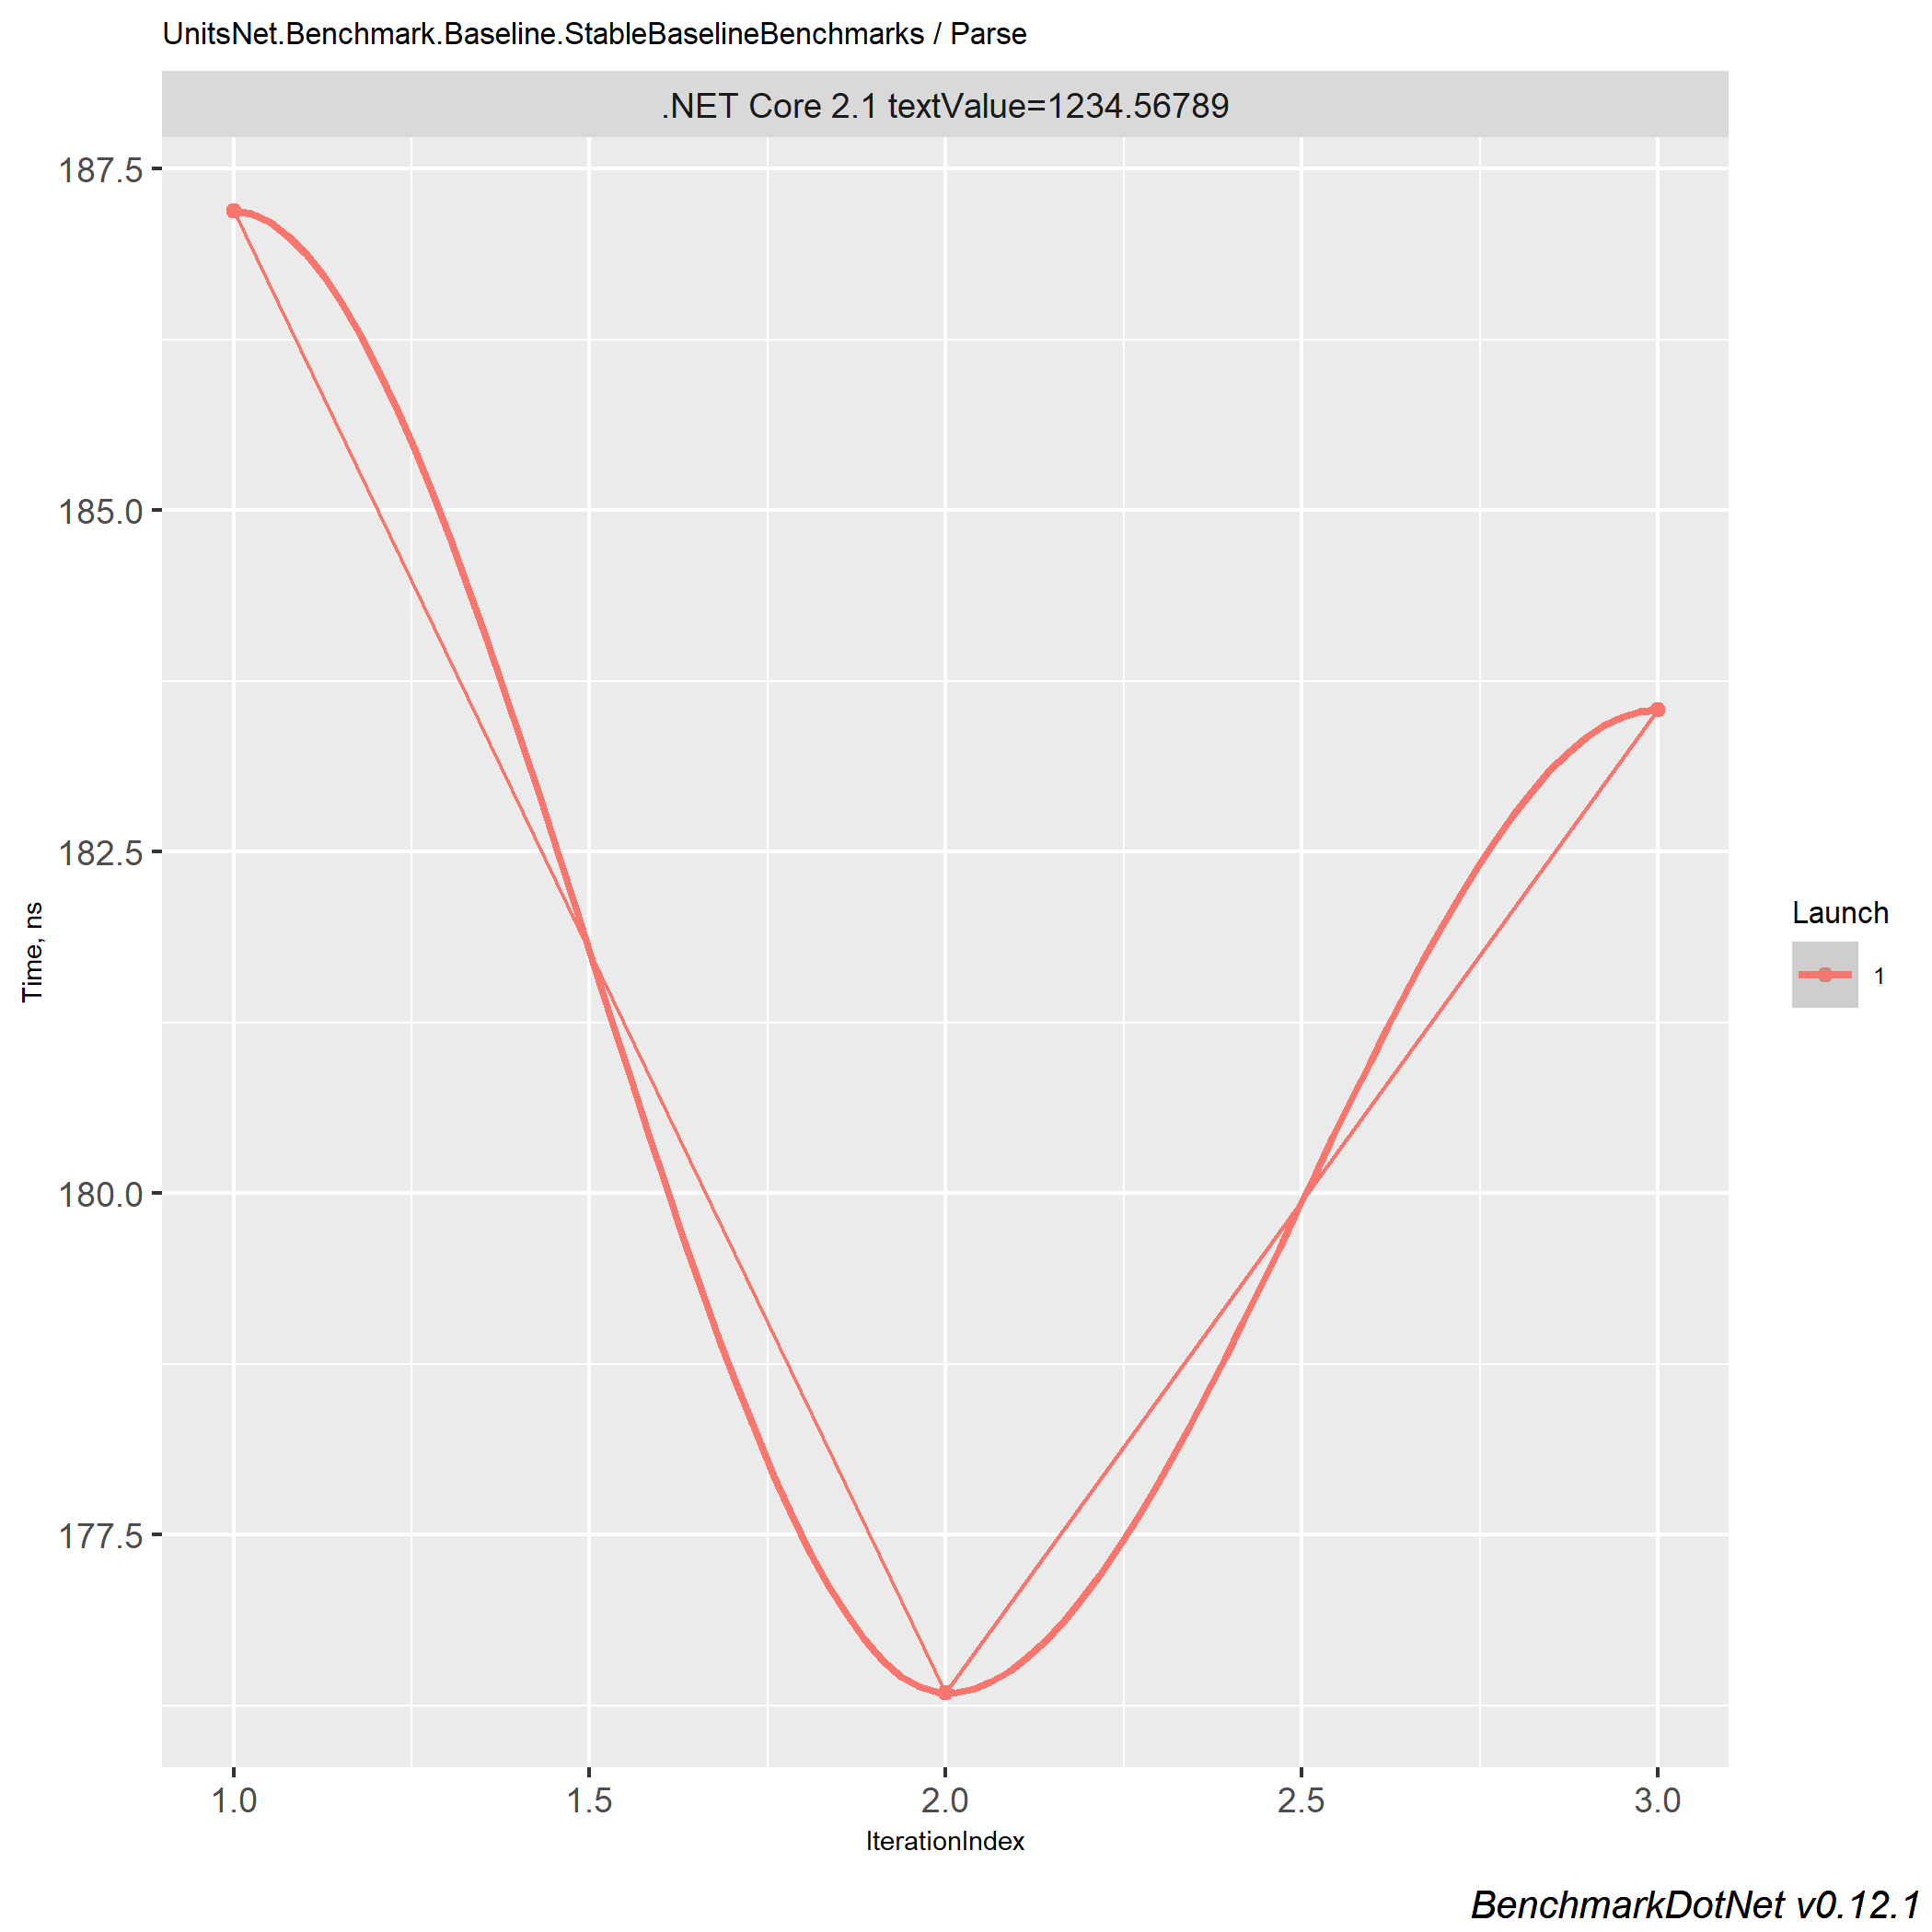 UnitsNet.Benchmark.Baseline.StableBaselineBenchmarks / Parse
.NET Core 2.1 textValue=1234.56789
187.5
185.0
182.5
180.0
177.5
Time, ns
1.0 1.5 2.0 2.5 3.0
IterationIndex
Launch
1
BenchmarkDotNet v0.12.1